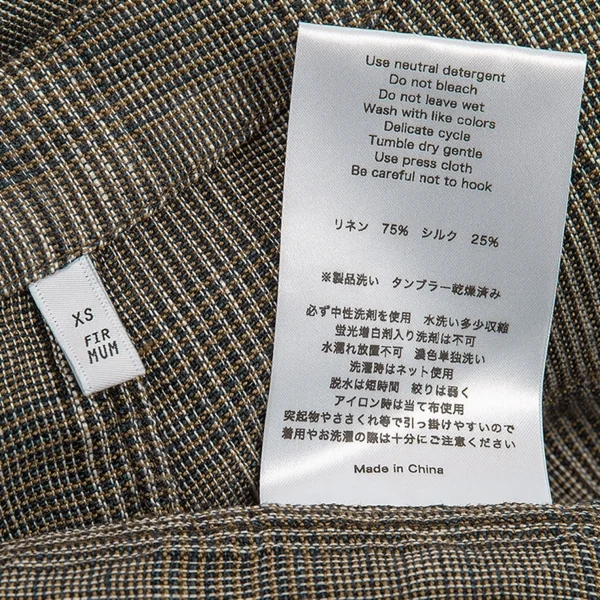 Use neutral detergent
Do not bleach
Do not leave wet
Wash with like colors
Delicate cycle
Tumble dry gentle
Use press cloth
Be careful not to hook
リネン 75% シルク 25%
※製品洗い タンブラー乾燥済み
必ず中性洗剤を使用 水洗い多少収縮
蛍光増白剤入り洗剤は不可
水濡れ放置不可 濃色単独洗い
洗濯時はネット使用
脱水は短時間 絞りは弱く
アイロン時は当て布使用
突起物やささくれ等で引っ掛けやすいので
着用やお洗濯の際は十分にご注意ください
Made in China
XS
FIR
MUM